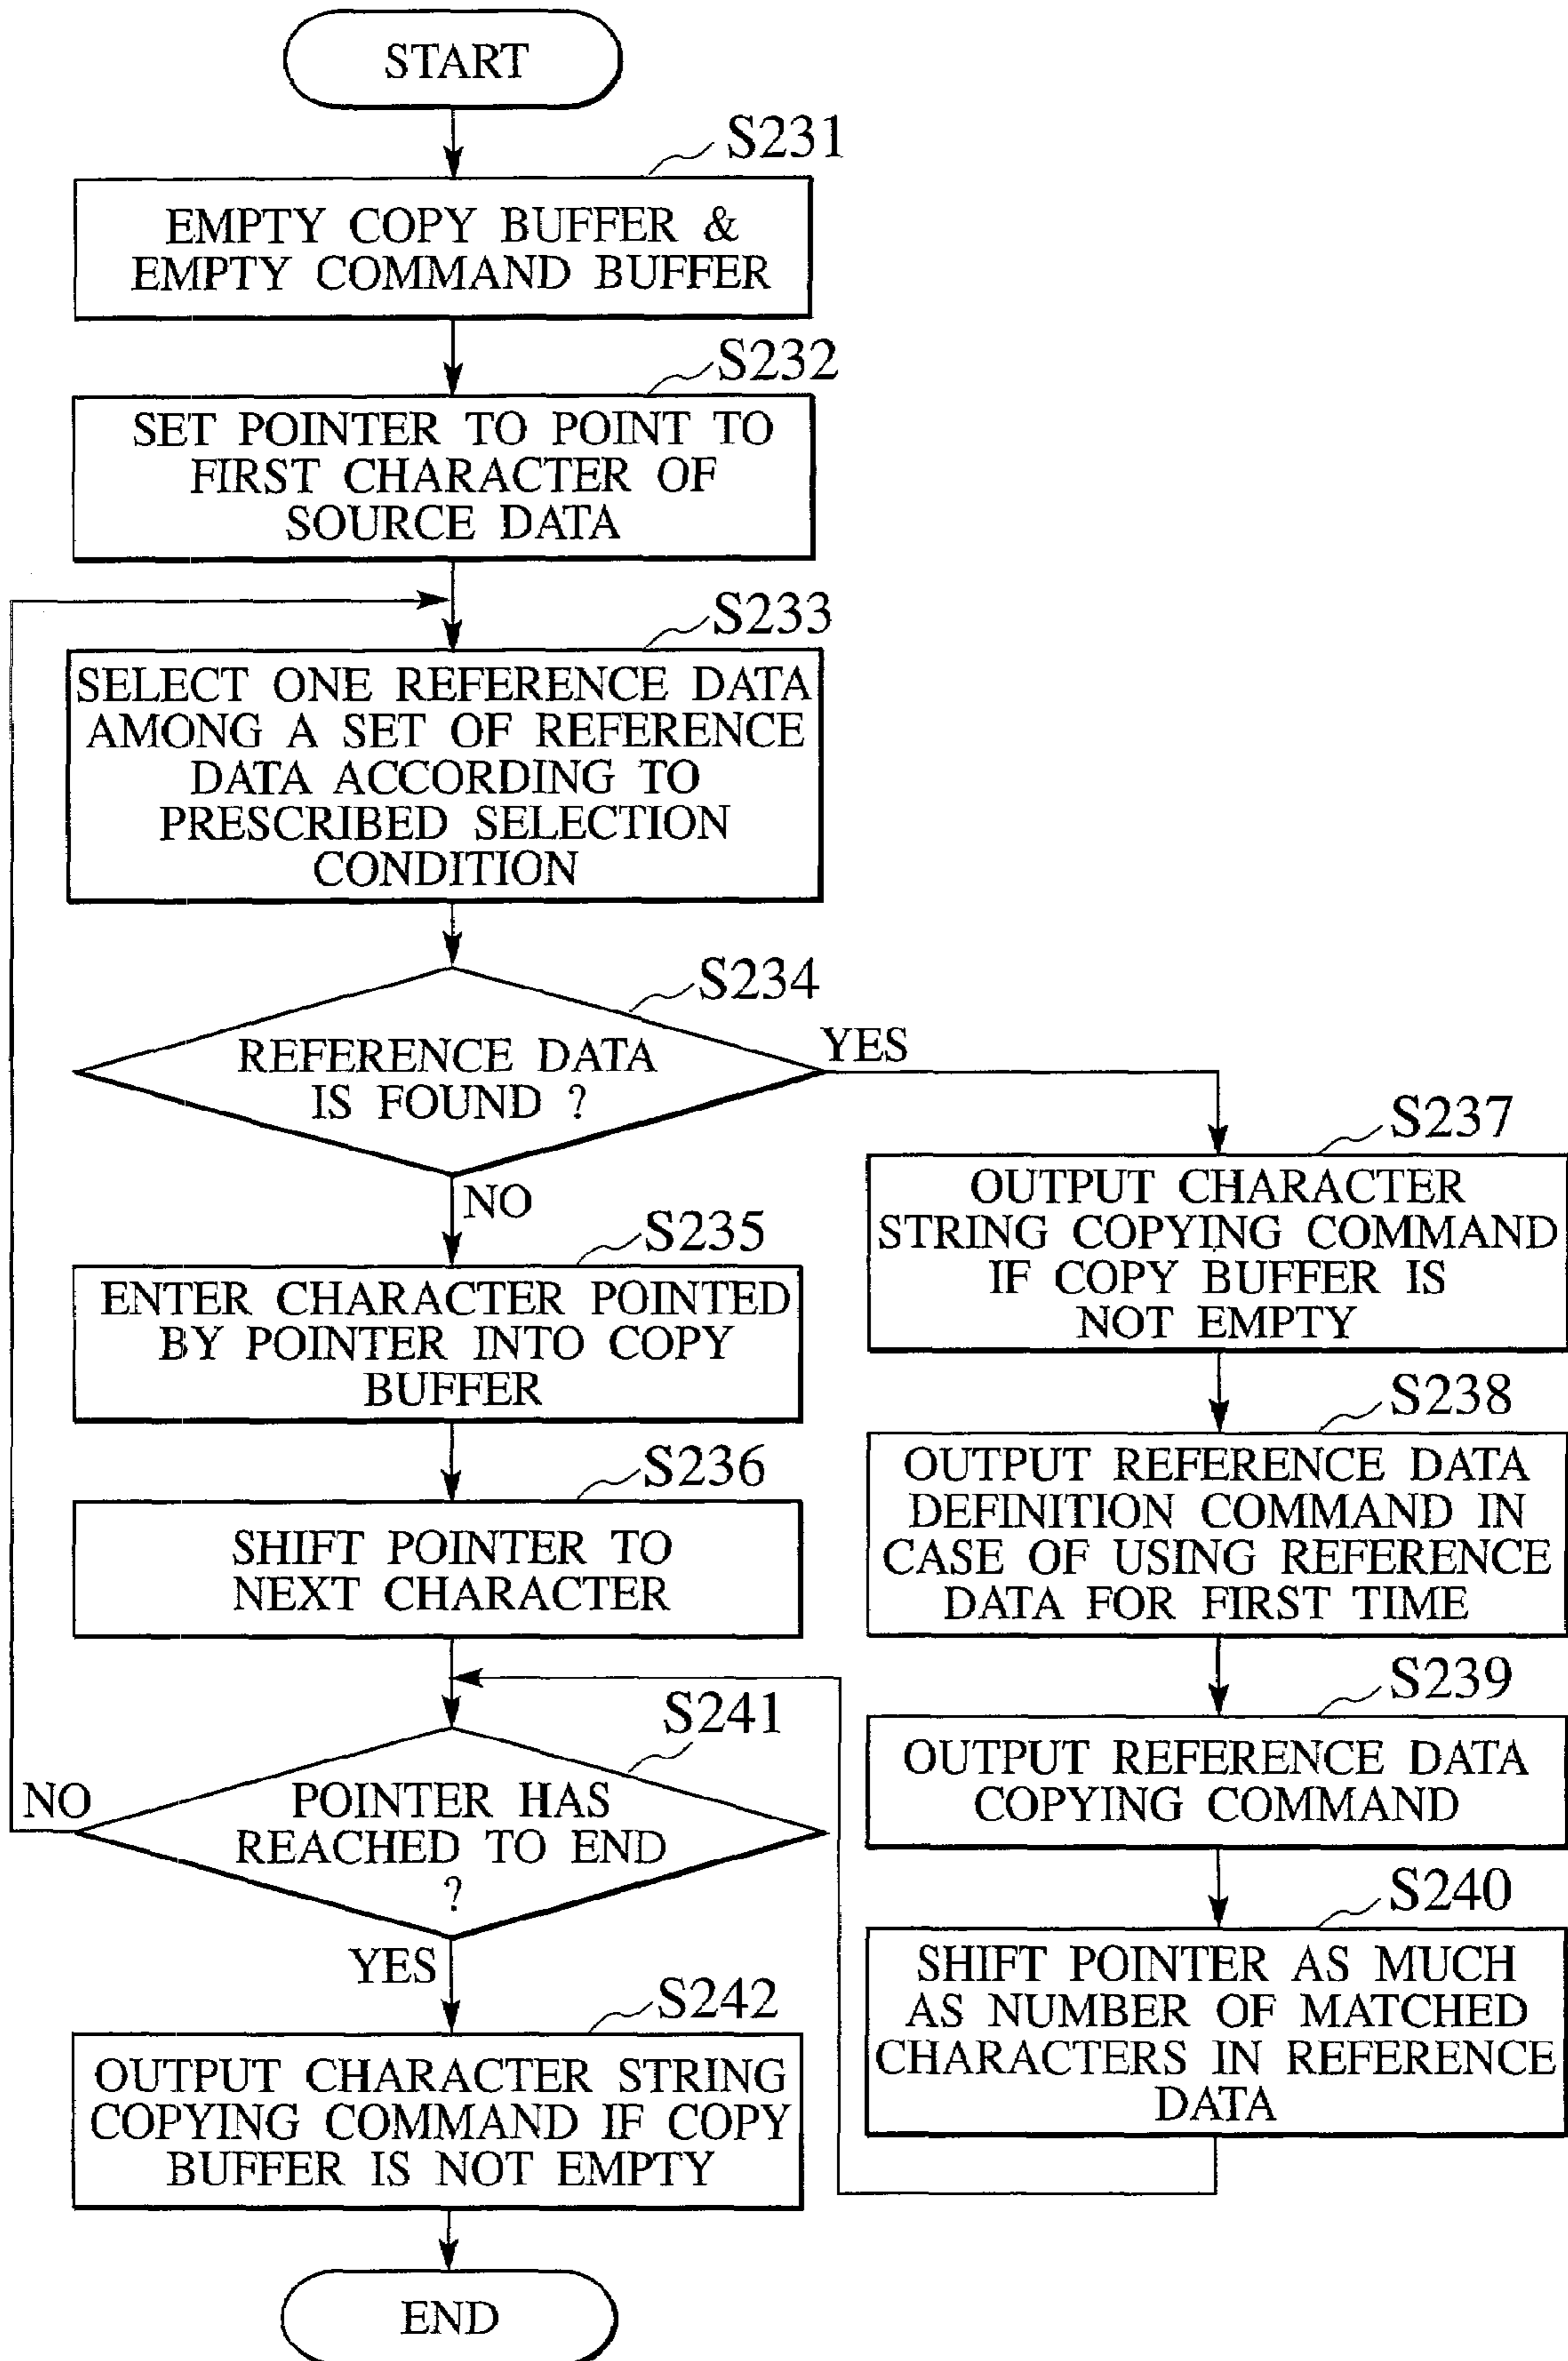 START
S231
EMPTY COPY BUFFER &
EMPTY COMMAND BUFFER
S232
SET POINTER TO POINT TO
FIRST CHARACTER OF
SOURCE DATA
S233
SELECT ONE REFERENCE DATA
AMONG A SET OF REFERENCE
DATA ACCORDING TO
PRESCRIBED SELECTION
CONDITION
S234
REFERENCE DATA
IS FOUND ?
YES
NO
S235
ENTER CHARACTER POINTED
BY POINTER INTO COPY
BUFFER
S236
SHIFT POINTER TO
NEXT CHARACTER
S237
OUTPUT CHARACTER
STRING COPYING COMMAND
IF COPY BUFFER IS
NOT EMPTY
S238
OUTPUT REFERENCE DATA
DEFINITION COMMAND IN
CASE OF USING REFERENCE
DATA FOR FIRST TIME
S239
OUTPUT REFERENCE DATA
COPYING COMMAND
S240
SHIFT POINTER AS MUCH
AS NUMBER OF MATCHED
CHARACTERS IN REFERENCE
DATA
S241
POINTER HAS
REACHED TO END
?
NO
YES
S242
OUTPUT CHARACTER STRING
COPYING COMMAND IF COPY
BUFFER IS NOT EMPTY
END